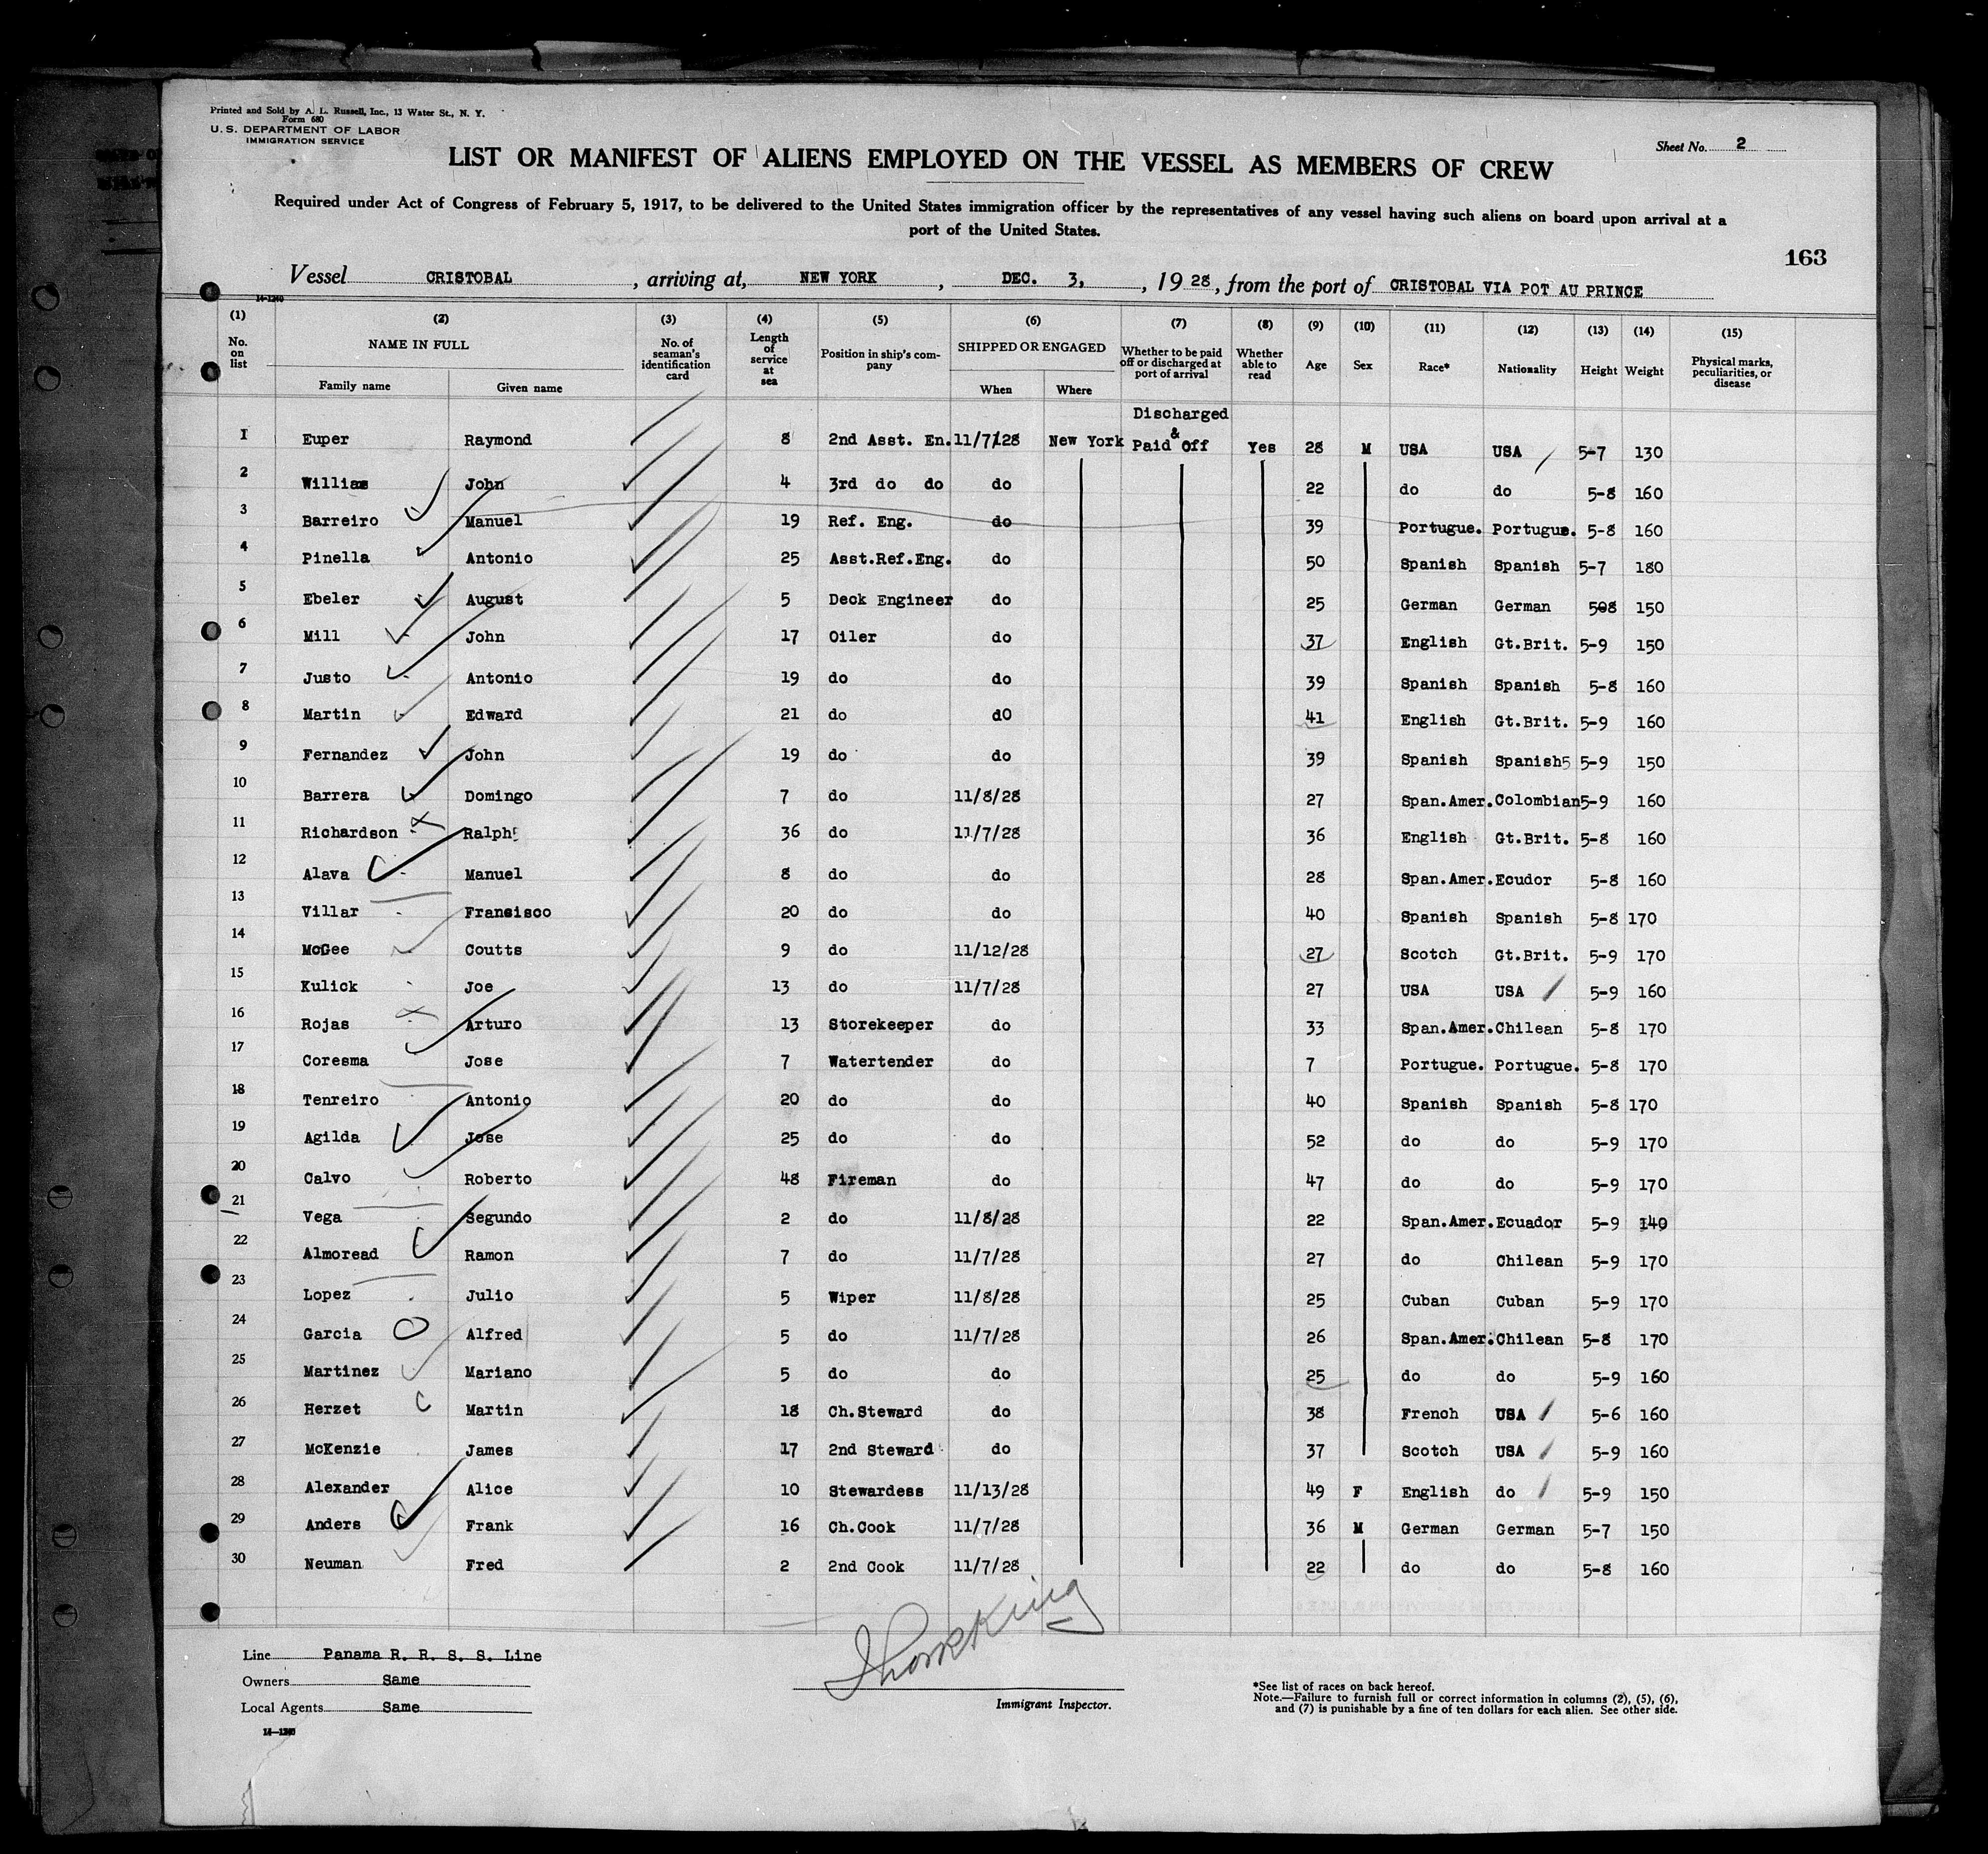 Printed and Sold by A. L. Russell, Inc., 13 Water St., N. Y.
Form 680
U. S. DEPARTMENT OF LABOR
IMMIGRATION SERVICE
Sheet No. 2
LIST OR MANIFEST OF ALIENS EMPLOYED ON THE VESSEL AS MEMBERS OF CREW
Required under Act of Congress of February 5, 1917, to be delivered to the United States immigration officer by the representatives of any vessel having such aliens on board upon arrival at a
port of the United States.
163
Vessel CRISTOBAL , arriving at, NEW YORK , DEC. 3, , 19 28 , from the port of CRISTOBAL VIA POT AU PRINCE
14-1240
(1) No. on list (2) NAME IN FULL Family name Given name (3) No. of seaman's identification card (4) Length of service at sea (5) Position in ship's company (6) SHIPPED OR ENGAGED When Where (7) Whether to be paid off or discharged at port of arrival (8) Whether able to read (9) Age (10) Sex (11) Race* (12) Nationality (13) Height (14) Weight (15) Physical marks, peculiarities, or disease
1 Euper Raymond 8 2nd Asst. En. 11/7/28 New York Discharged & Paid Off Yes 28 M USA USA 5-7 130
2 Willias John 4 3rd do do do 22 do do 5-8 160
3 Barreiro Manuel 19 Ref. Eng. do 39 Portugue. Portugue. 5-8 160
4 Pinella Antonio 25 Asst.Ref.Eng. do 50 Spanish Spanish 5-7 180
5 Ebeler August 5 Deck Engineer do 25 German German 508 150
6 Mill John 17 Oiler do 37 English Gt.Brit. 5-9 150
7 Justo Antonio 19 do do 39 Spanish Spanish 5-8 160
8 Martin Edward 21 do dO 41 English Gt.Brit. 5-9 160
9 Fernandez John 19 do do 39 Spanish Spanish5 5-9 150
10 Barrera Domingo 7 do 11/8/28 27 Span.Amer. Colombian 5-9 160
11 Richardson Ralph 36 do 11/7/28 36 English Gt.Brit. 5-8 160
12 Alava Manuel 8 do do 28 Span.Amer. Ecudor 5-8 160
13 Villar Fransisco 20 do do 40 Spanish Spanish 5-8 170
14 McGee Coutts 9 do 11/12/28 27 Scotch Gt.Brit. 5-9 170
15 Kulick Joe 13 do 11/7/28 27 USA USA 5-9 160
16 Rojas Arturo 13 Storekeeper do 33 Span.Amer. Chilean 5-8 170
17 Coresma Jose 7 Watertender do 7 Portugue. Portugue. 5-8 170
18 Tenreiro Antonio 20 do do 40 Spanish Spanish 5-8 170
19 Agilda Jose 25 do do 52 do do 5-9 170
20 Calvo Roberto 48 Fireman do 47 do do 5-9 170
21 Vega Segundo 2 do 11/8/28 22 Span.Amer. Ecuador 5-9 140
22 Almoread Ramon 7 do 11/7/28 27 do Chilean 5-9 170
23 Lopez Julio 5 Wiper 11/8/28 25 Cuban Cuban 5-9 170
24 Garcia Alfred 5 do 11/7/28 26 Span.Amer. Chilean 5-8 170
25 Martinez Mariano 5 do do 25 do do 5-9 160
26 Herzet Martin 18 Ch.Steward do 38 French USA 5-6 160
27 McKenzie James 17 2nd Steward do 37 Scotch USA 5-9 160
28 Alexander Alice 10 Stewardess 11/13/28 49 F English do 5-9 150
29 Anders Frank 16 Ch.Cook 11/7/28 36 M German German 5-7 150
30 Neuman Fred 2 2nd Cook 11/7/28 22 do do 5-8 160
Line Panama R. R. S. S. Line
Owners Same
Local Agents Same
14-1240
Immigrant Inspector.
*See list of races on back hereof.
Note.—Failure to furnish full or correct information in columns (2), (5), (6),
and (7) is punishable by a fine of ten dollars for each alien. See other side.